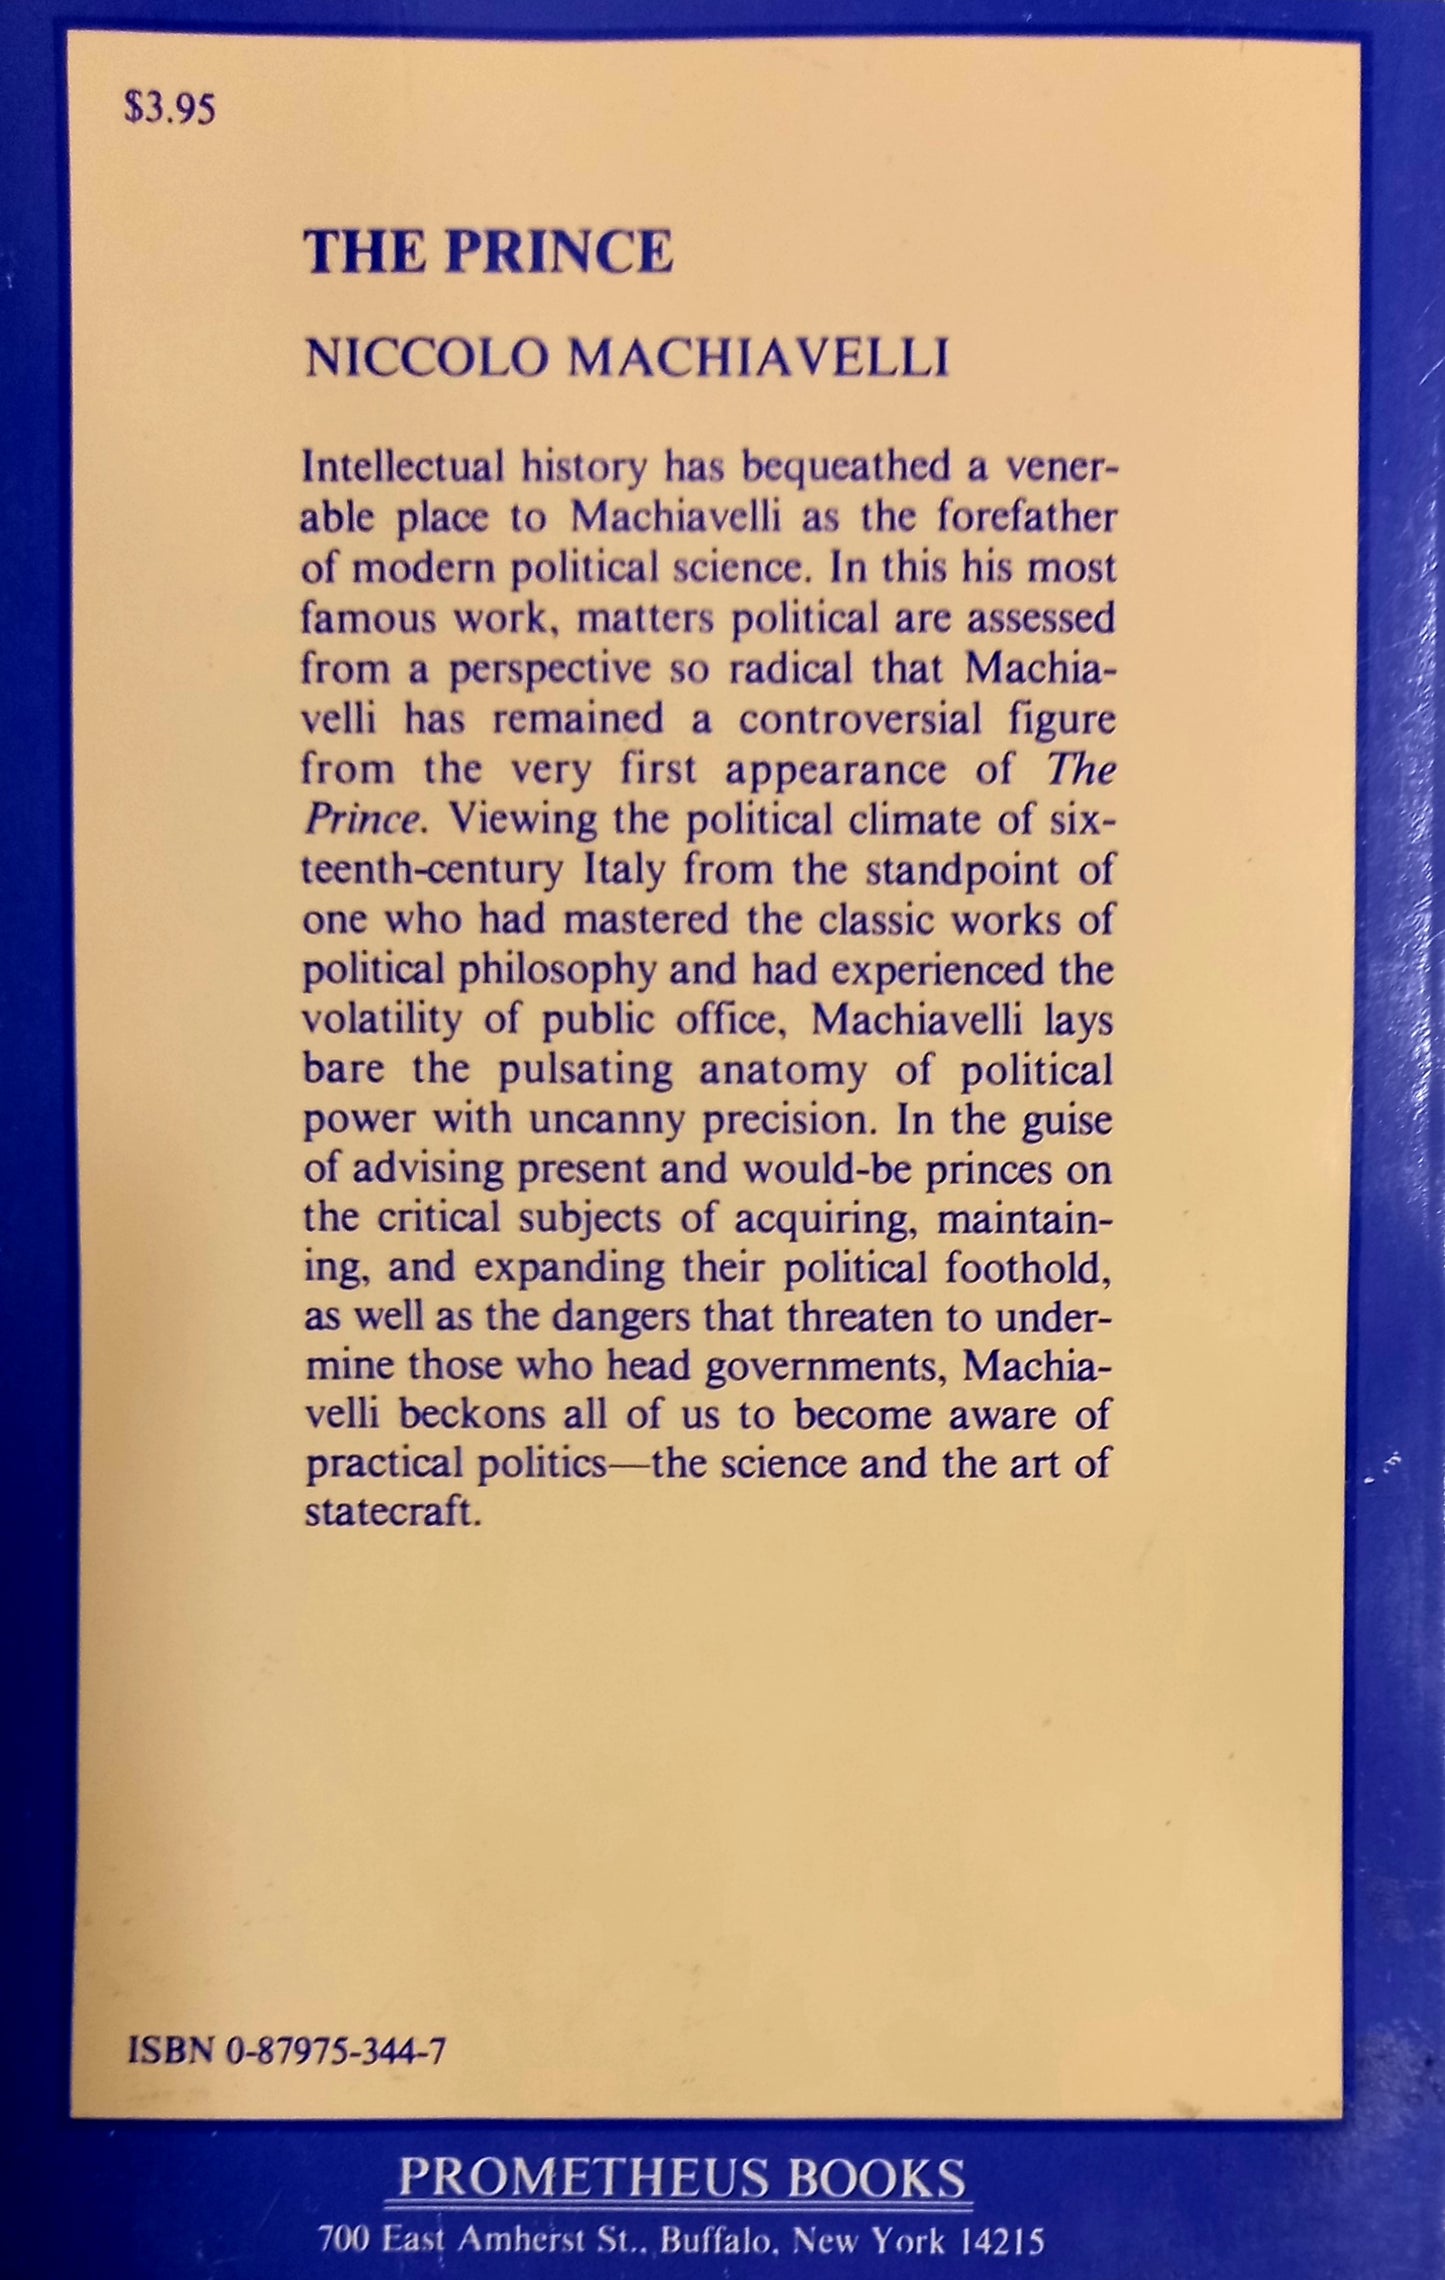 $3.95
THE PRINCE
NICCOLO MACHIAVELLI
Intellectual history has bequeathed a vener-
able place to Machiavelli as the forefather
of modern political science. In this his most
famous work, matters political are assessed
from a perspective so radical that Machia-
velli has remained a controversial figure
from the very first appearance of The
Prince. Viewing the political climate of six-
teenth-century Italy from the standpoint of
one who had mastered the classic works of
political philosophy and had experienced the
volatility of public office, Machiavelli lays
bare the pulsating anatomy of political
power with uncanny precision. In the guise
of advising present and would-be princes on
the critical subjects of acquiring, maintain-
ing, and expanding their political foothold,
as well as the dangers that threaten to under-
mine those who head governments, Machia-
velli beckons all of us to become aware of
practical politics—the science and the art of
statecraft.
ISBN 0-87975-344-7
PROMETHEUS BOOKS
700 East Amherst St., Buffalo, New York 14215